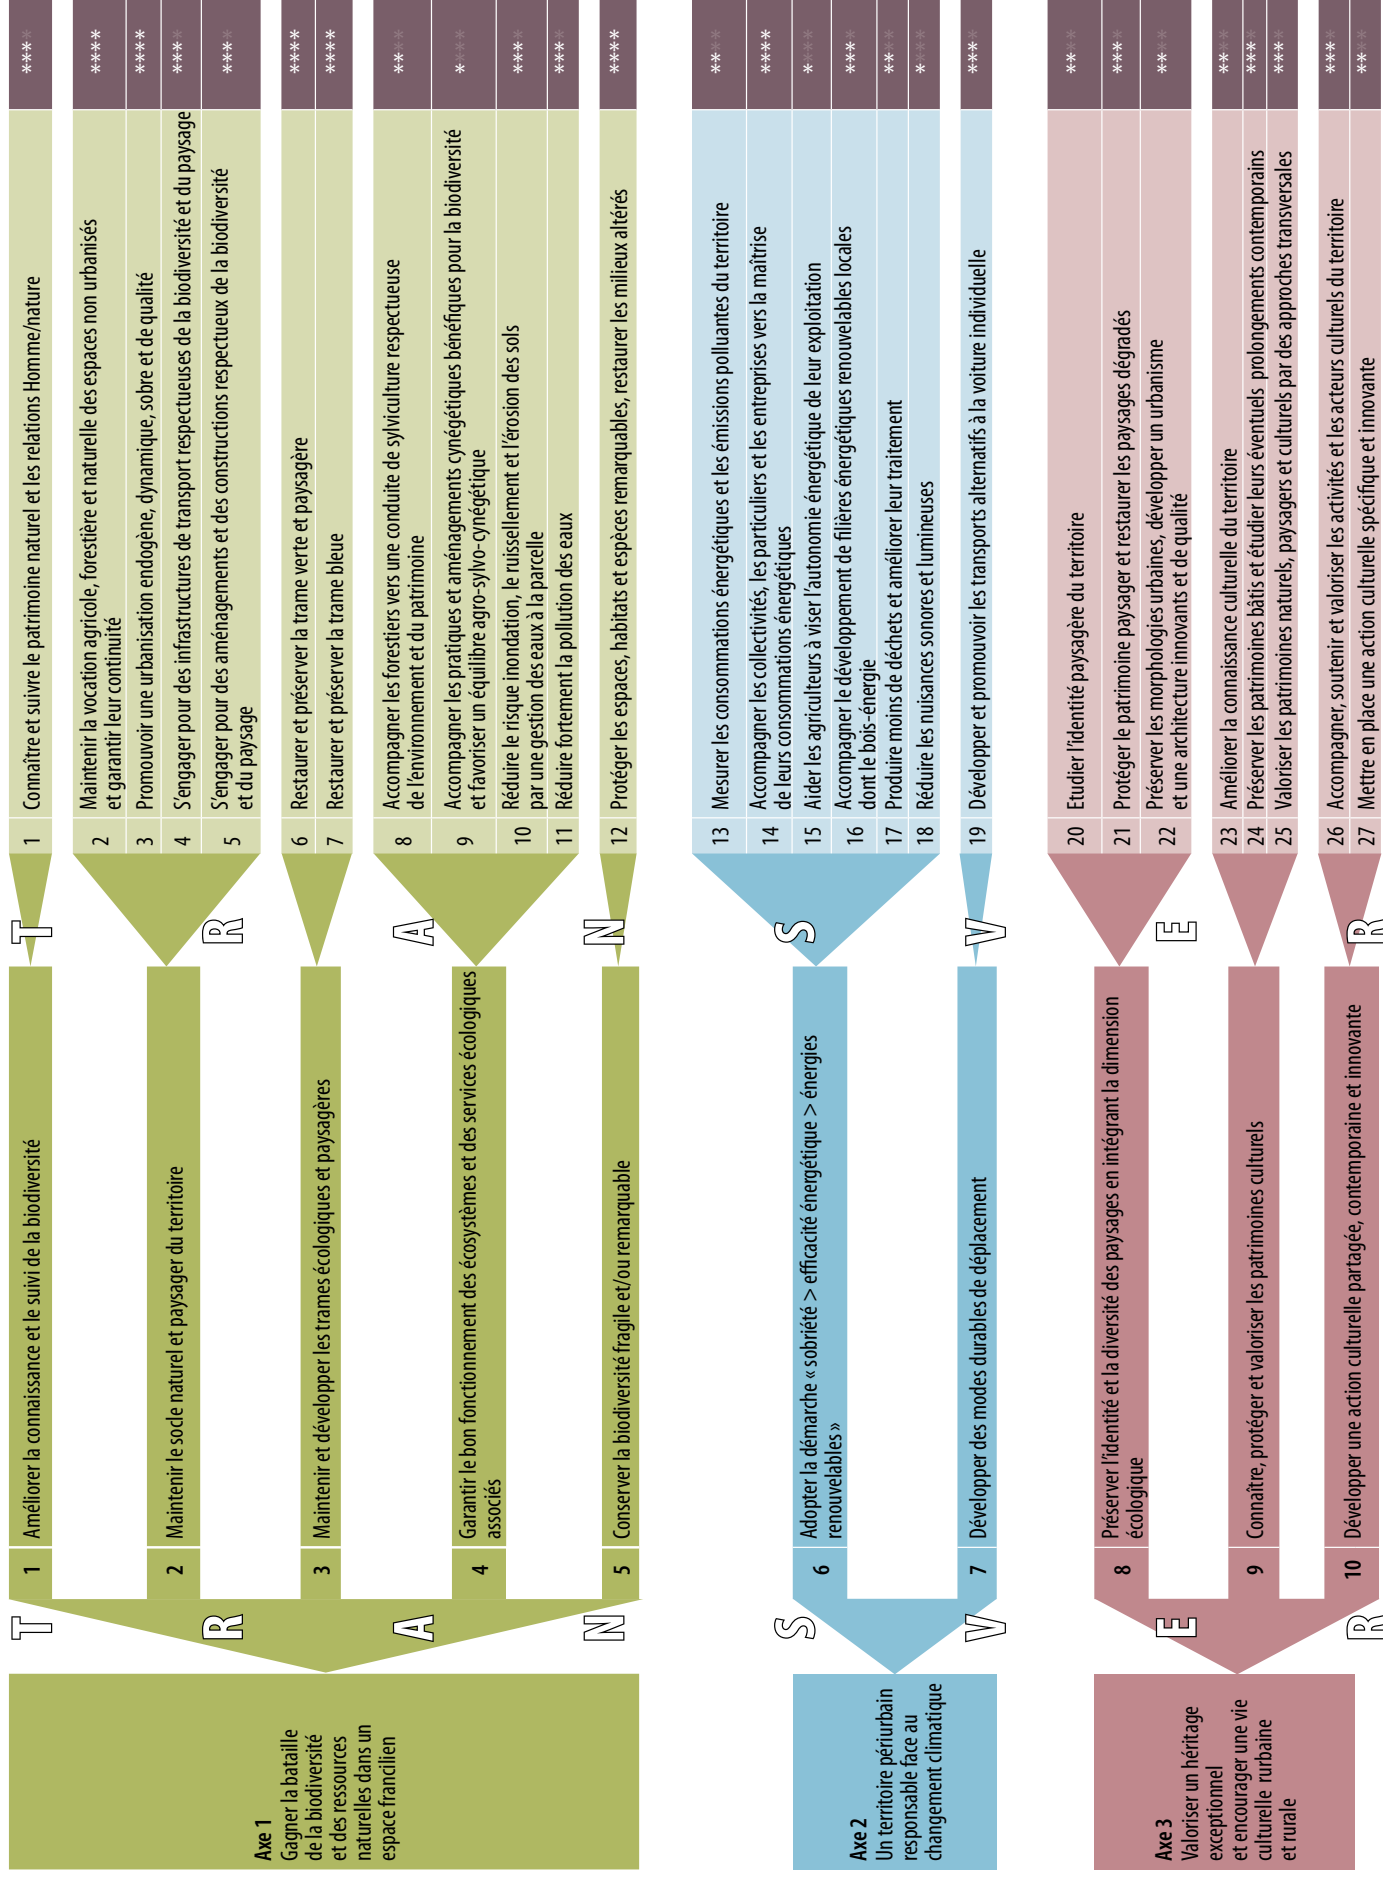 Axe 1
Gagner la bataille
de la biodiversité
et des ressources
naturelles dans un
espace francilien
T
R
A
N
1 Améliorer la connaissance et le suivi de la biodiversité
2 Maintenir le socle naturel et paysager du territoire
3 Maintenir et développer les trames écologiques et paysagères
4 Garantir le bon fonctionnement des écosystèmes et des services écologiques
associés
5 Conserver la biodiversité fragile et/ou remarquable
T
R
A
N
1 Connaître et suivre le patrimoine naturel et les relations Homme/nature ***
2 Maintenir la vocation agricole, forestière et naturelle des espaces non urbanisés
et garantir leur continuité ****
3 Promouvoir une urbanisation endogène, dynamique, sobre et de qualité ****
4 S'engager pour des infrastructures de transport respectueuses de la biodiversité et du paysage ***
5 S'engager pour des aménagements et des constructions respectueux de la biodiversité
et du paysage ***
6 Restaurer et préserver la trame verte et paysagère ****
7 Restaurer et préserver la trame bleue ****
8 Accompagner les forestiers vers une conduite de sylviculture respectueuse
de l'environnement et du patrimoine **
9 Accompagner les pratiques et aménagements cynégétiques bénéfiques pour la biodiversité
et favoriser un équilibre agro-sylvo-cynégétique *
10 Réduire le risque inondation, le ruissellement et l'érosion des sols
par une gestion des eaux à la parcelle ***
11 Réduire fortement la pollution des eaux ***
12 Protéger les espaces, habitats et espèces remarquables, restaurer les milieux altérés ****
Axe 2
Un territoire périurbain
responsable face au
changement climatique
S
V
6 Adopter la démarche « sobriété > efficacité énergétique > énergies
renouvelables »
7 Développer des modes durables de déplacement
S
V
13 Mesurer les consommations énergétiques et les émissions polluantes du territoire **
14 Accompagner les collectivités, les particuliers et les entreprises vers la maîtrise
de leurs consommations énergétiques ****
15 Aider les agriculteurs à viser l'autonomie énergétique de leur exploitation *
16 Accompagner le développement de filières énergétiques renouvelables locales
dont le bois-énergie ***
17 Produire moins de déchets et améliorer leur traitement **
18 Réduire les nuisances sonores et lumineuses *
19 Développer et promouvoir les transports alternatifs à la voiture individuelle ***
Axe 3
Valoriser un héritage
exceptionnel
et encourager une vie
culturelle rurbaine
et rurale
E
R
8 Préserver l'identité et la diversité des paysages en intégrant la dimension
écologique
9 Connaître, protéger et valoriser les patrimoines culturels
10 Développer une action culturelle partagée, contemporaine et innovante
E
R
20 Etudier l'identité paysagère du territoire **
21 Protéger le patrimoine paysager et restaurer les paysages dégradés ***
22 Préserver les morphologies urbaines, développer un urbanisme
et une architecture innovants et de qualité **
23 Améliorer la connaissance culturelle du territoire **
24 Préserver les patrimoines bâtis et étudier leurs éventuels prolongements contemporains ***
25 Valoriser les patrimoines naturels, paysagers et culturels par des approches transversales ***
26 Accompagner, soutenir et valoriser les activités et les acteurs culturels du territoire ***
27 Mettre en place une action culturelle spécifique et innovante **